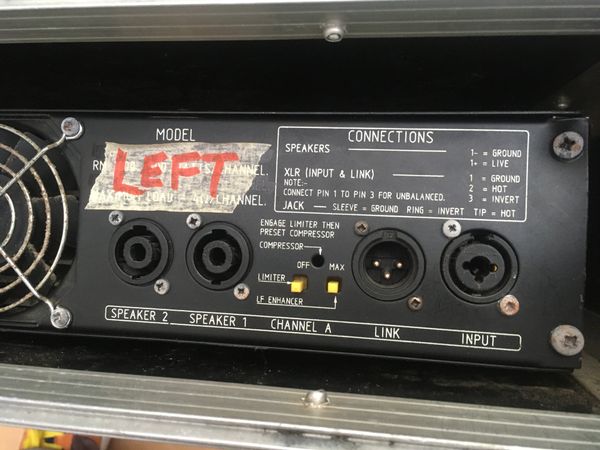 MODEL
LEFT
CHANNEL.
CHANNEL.
CONNECTIONS
SPEAKERS
1- = GROUND
1+ = LIVE
XLR (INPUT & LINK)
1 = GROUND
NOTE:-
2 = HOT
CONNECT PIN 1 TO PIN 3 FOR UNBALANCED.
3 = INVERT
JACK SLEEVE = GROUND RING = INVERT TIP = HOT
ENGAGE LIMITER THEN
PRESET COMPRESSOR
COMPRESSOR
OFF MAX
LIMITER
LF ENHANCER
SPEAKER 2 SPEAKER 1 CHANNEL A LINK INPUT